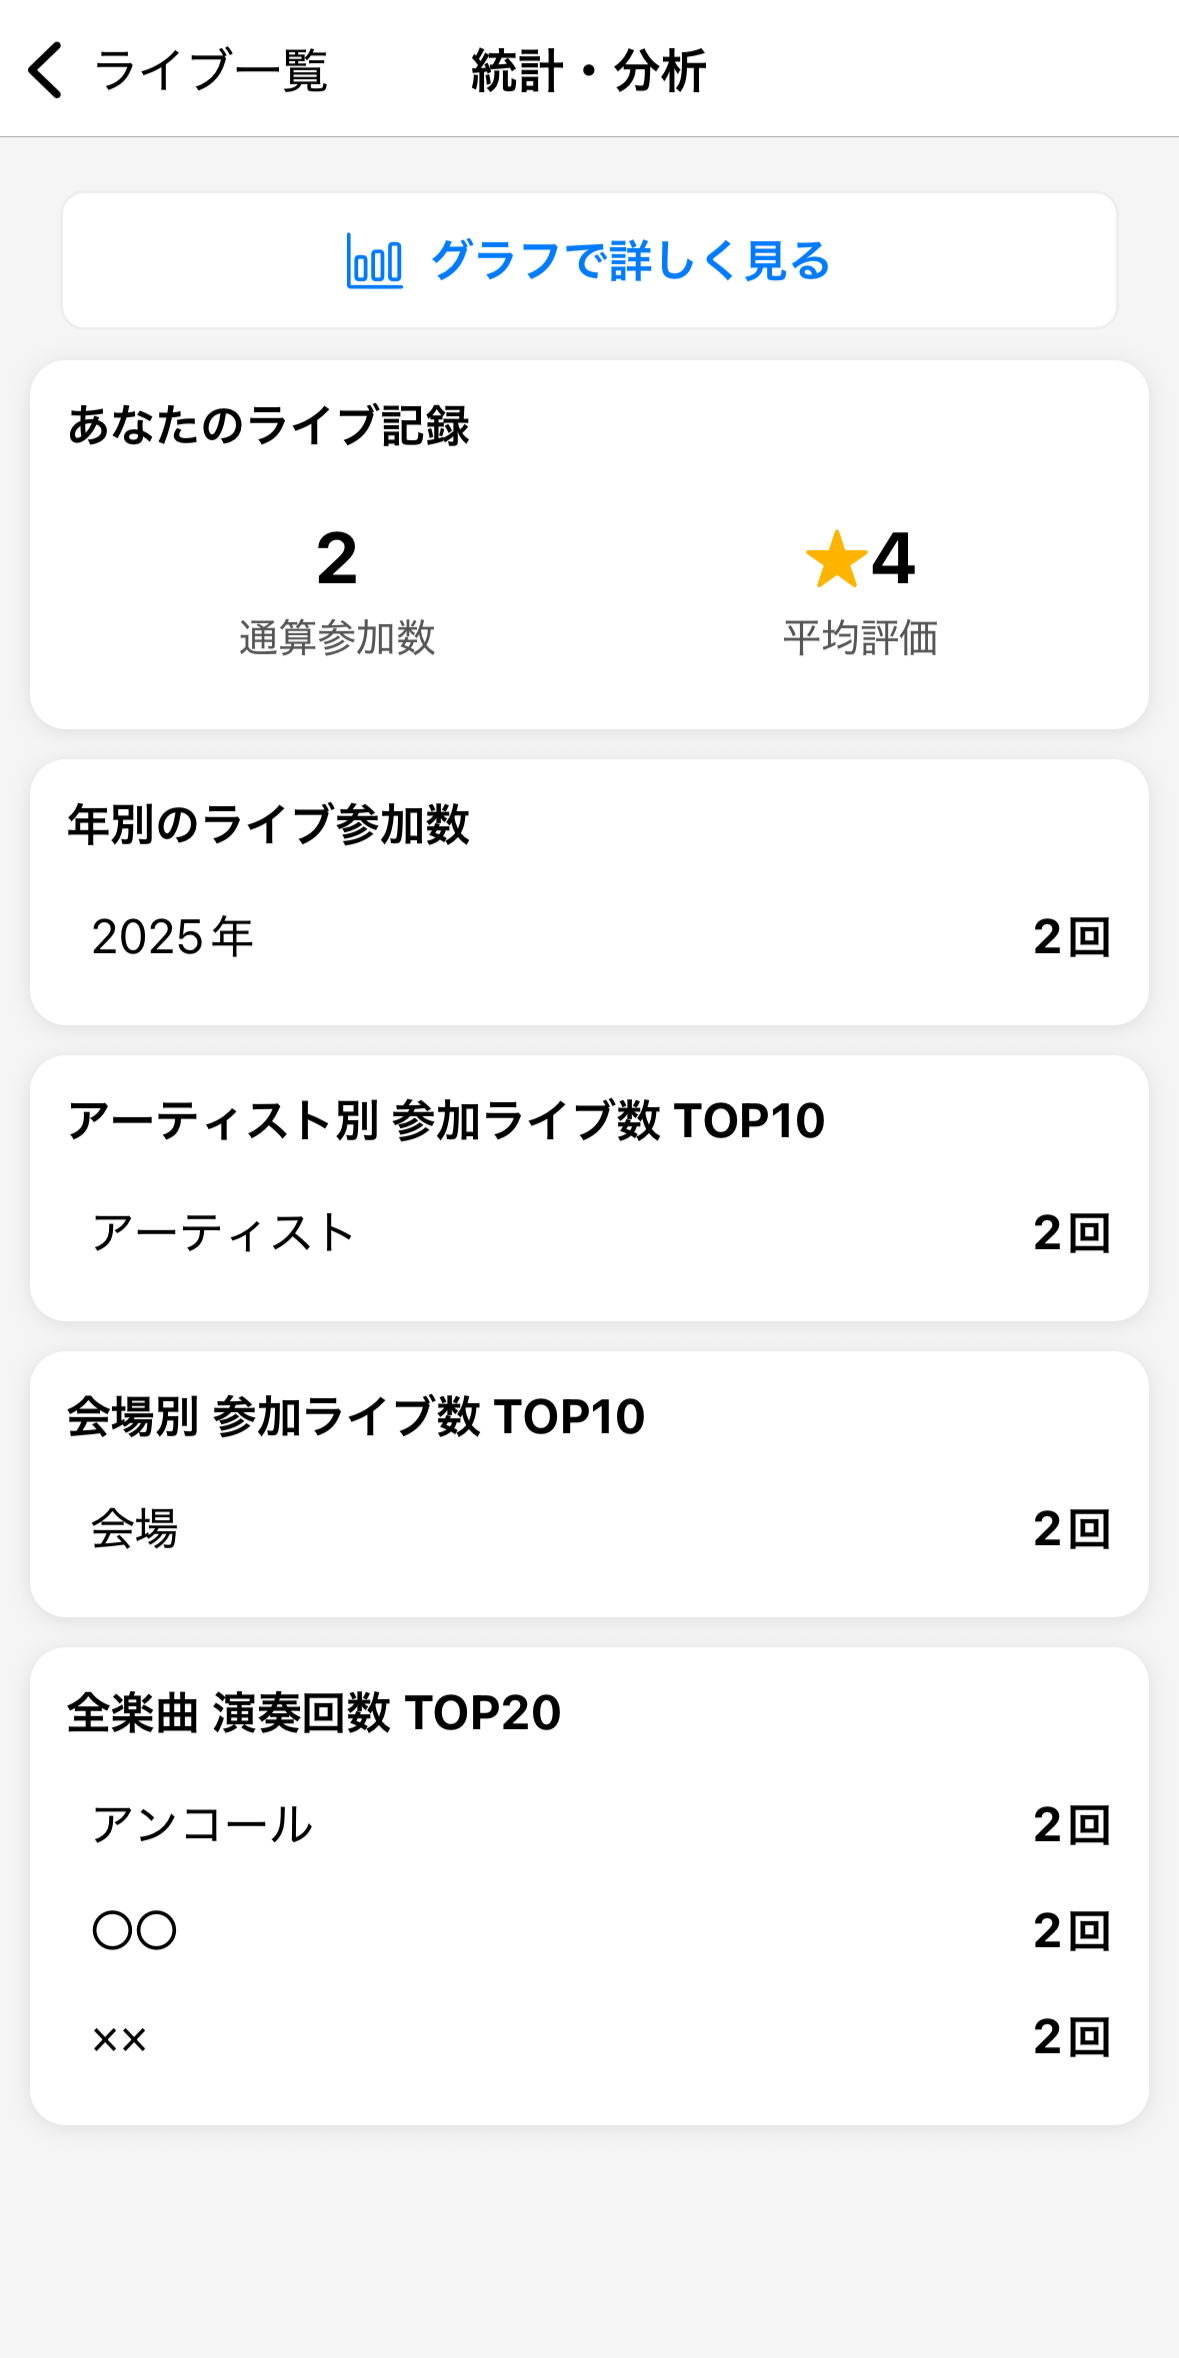 ライブ一覧 統計・分析
グラフで詳しく見る
あなたのライブ記録
2 ★4
通算参加数 平均評価
年別のライブ参加数
2025年 2回
アーティスト別 参加ライブ数 TOP10
アーティスト 2回
会場別 参加ライブ数 TOP10
会場 2回
全楽曲 演奏回数 TOP20
アンコール 2回
○○ 2回
×× 2回